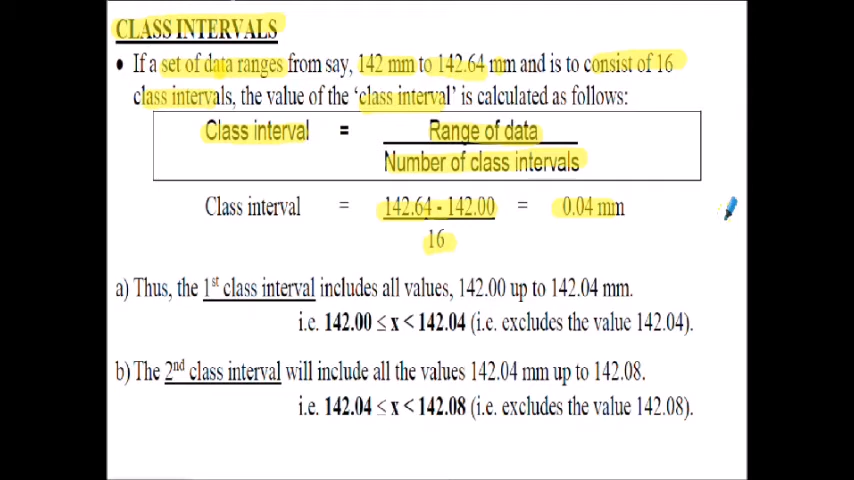 CLASS INTERVALS
• If a set of data ranges from say, 142 mm to 142.64 mm and is to consist of 16
class intervals, the value of the ‘class interval’ is calculated as follows:
Class interval = Range of data
Number of class intervals
Class interval = 142.64 - 142.00 = 0.04 mm
16
a) Thus, the 1st class interval includes all values, 142.00 up to 142.04 mm.
i.e. 142.00 ≤ x < 142.04 (i.e. excludes the value 142.04).
b) The 2nd class interval will include all the values 142.04 mm up to 142.08.
i.e. 142.04 ≤ x < 142.08 (i.e. excludes the value 142.08).